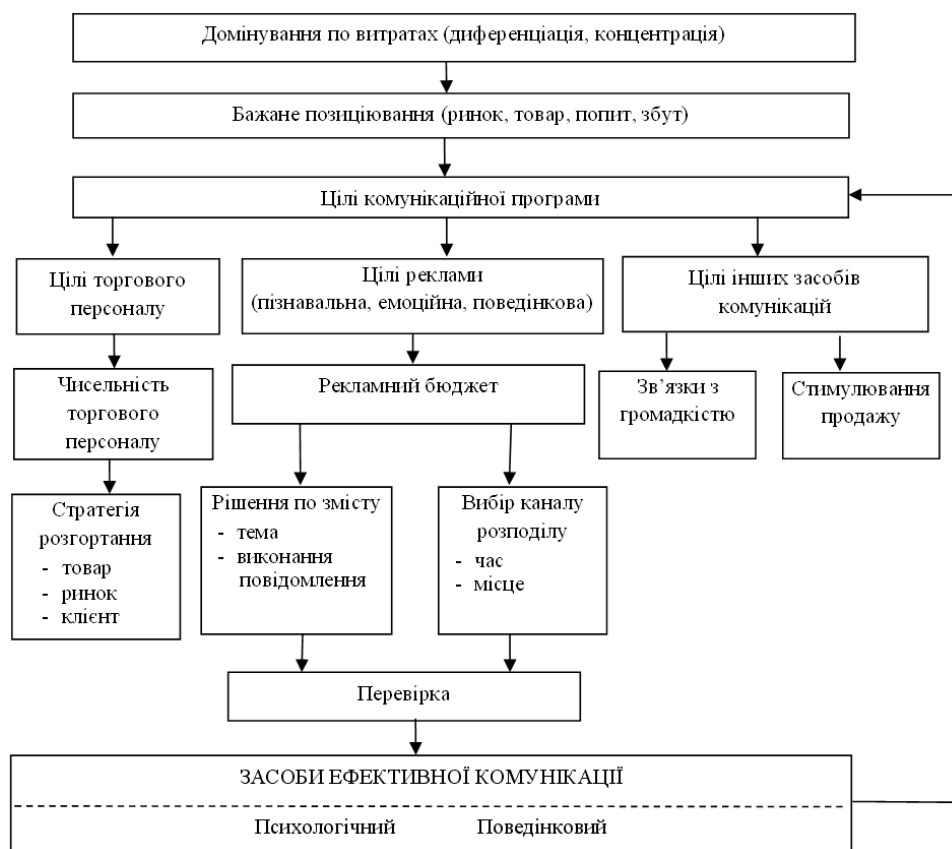 Домінування по витратах (диференціація, концентрація)
Бажане позиціювання (ринок, товар, попит, збут)
Цілі комунікаційної програми
Цілі торгового
персоналу
Цілі реклами
(пізнавальна, емоційна, поведінкова)
Цілі інших засобів
комунікацій
Чисельність
торгового
персоналу
Рекламний бюджет
Зв’язки з
громадкістю
Стимулювання
продажу
Стратегія
розгортання
- товар
- ринок
- клієнт
Рішення по змісту
- тема
- виконання
повідомлення
Вибір каналу
розподілу
- час
- місце
Перевірка
ЗАСОБИ ЕФЕКТИВНОЇ КОМУНІКАЦІЇ
Психологічний Поведінковий